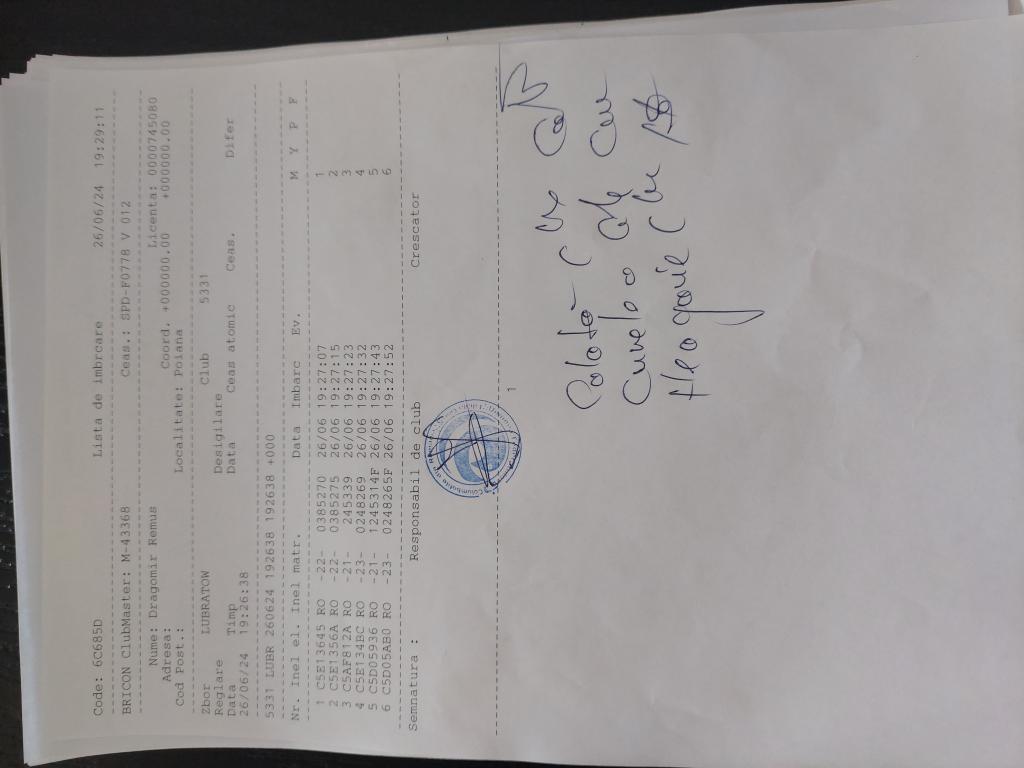 Code: 6C685D Lista de imbrcare 26/06/24 19:29:11
BRICON ClubMaster: M-43368 Ceas.: SPD-F0778 V 012
Nume: Dragomir Remus Licenta: 0000745080
Adresa: Coord. +000000.00 +000000.00
Cod Post.: Localitate: Poiana
Zbor LUBRATOW Club 5331
Reglare Desigilare
Data Timp Data Ceas atomic Ceas. Difer
26/06/24 19:26:38
5331 LUBR 260624 192638 192638 +000
Nr. Inel el. Inel matr. Data Imbarc Ev. M Y P F
1 C5E13645 RO -22- 0385270 26/06 19:27:07 1
2 C5E1356A RO -22- 0385275 26/06 19:27:15 2
3 C5AF812A RO -21- 245339 26/06 19:27:23 3
4 C5E134BC RO -23- 0248269 26/06 19:27:32 4
5 C5D05936 RO -21- 1245314F 26/06 19:27:43 5
6 C5D05AB0 RO -23- 0248265F 26/06 19:27:52 6
Semnatura : Responsabil de club Crescator
1